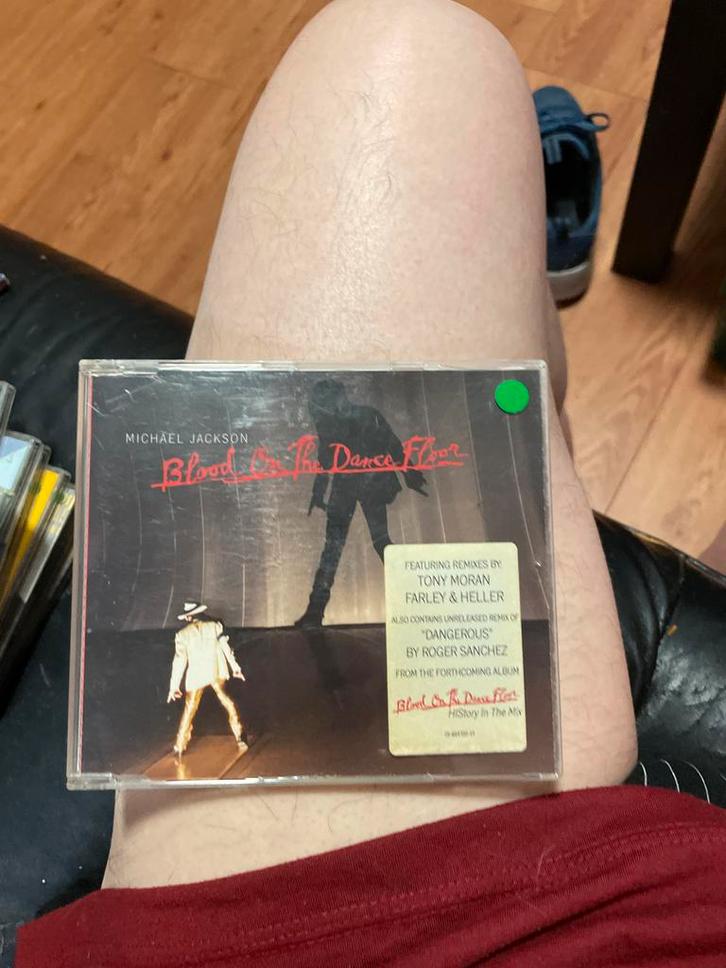 MICHAEL JACKSON
Blood On The Dance Floor
FEATURING REMIXES BY:
TONY MORAN
FARLEY & HELLER
ALSO CONTAINS UNRELEASED REMIX OF
"DANGEROUS"
BY ROGER SANCHEZ
FROM THE FORTHCOMING ALBUM
Blood On The Dance Floor
HIStory In The Mix